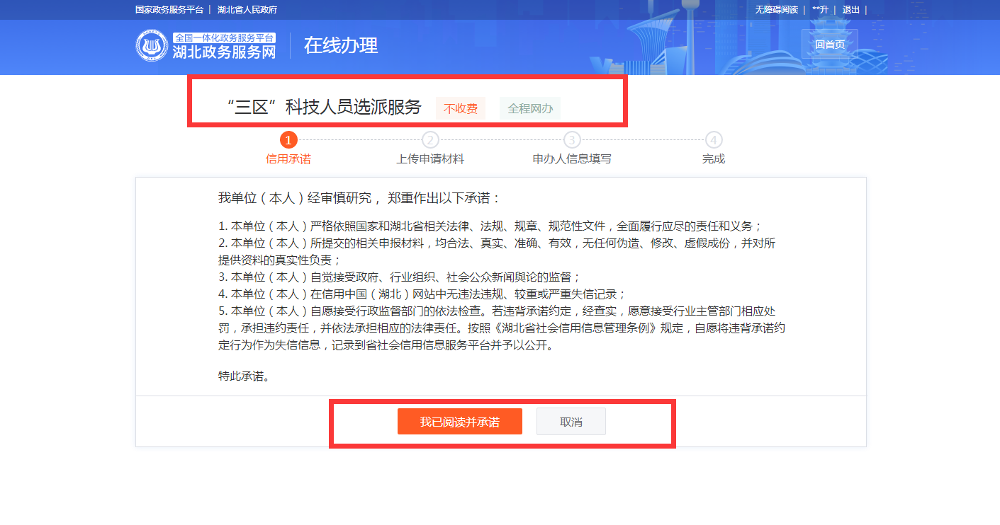 国家政务服务平台 | 湖北省人民政府
无障碍阅读 | **升 | 退出 |
全国一体化政务服务平台
湖北政务服务网
在线办理
回首页
“三区”科技人员选派服务 不收费 全程网办
1 2 3 4
信用承诺 上传申请材料 申办人信息填写 完成
我单位（本人）经审慎研究， 郑重作出以下承诺：
1. 本单位（本人）严格依照国家和湖北省相关法律、法规、规章、规范性文件，全面履行应尽的责任和义务；
2. 本单位（本人）所提交的相关申报材料，均合法、真实、准确、有效，无任何伪造、修改、虚假成份，并对所
提供资料的真实性负责；
3. 本单位（本人）自觉接受政府、行业组织、社会公众新闻舆论的监督；
4. 本单位（本人）在信用中国（湖北）网站中无违法违规、较重或严重失信记录；
5. 本单位（本人）自愿接受行政监督部门的依法检查。若违背承诺约定，经查实，愿意接受行业主管部门相应处
罚，承担违约责任，并依法承担相应的法律责任。按照《湖北省社会信用信息管理条例》规定，自愿将违背承诺约
定行为作为失信信息，记录到省社会信用信息服务平台并予以公开。
特此承诺。
我已阅读并承诺 取消